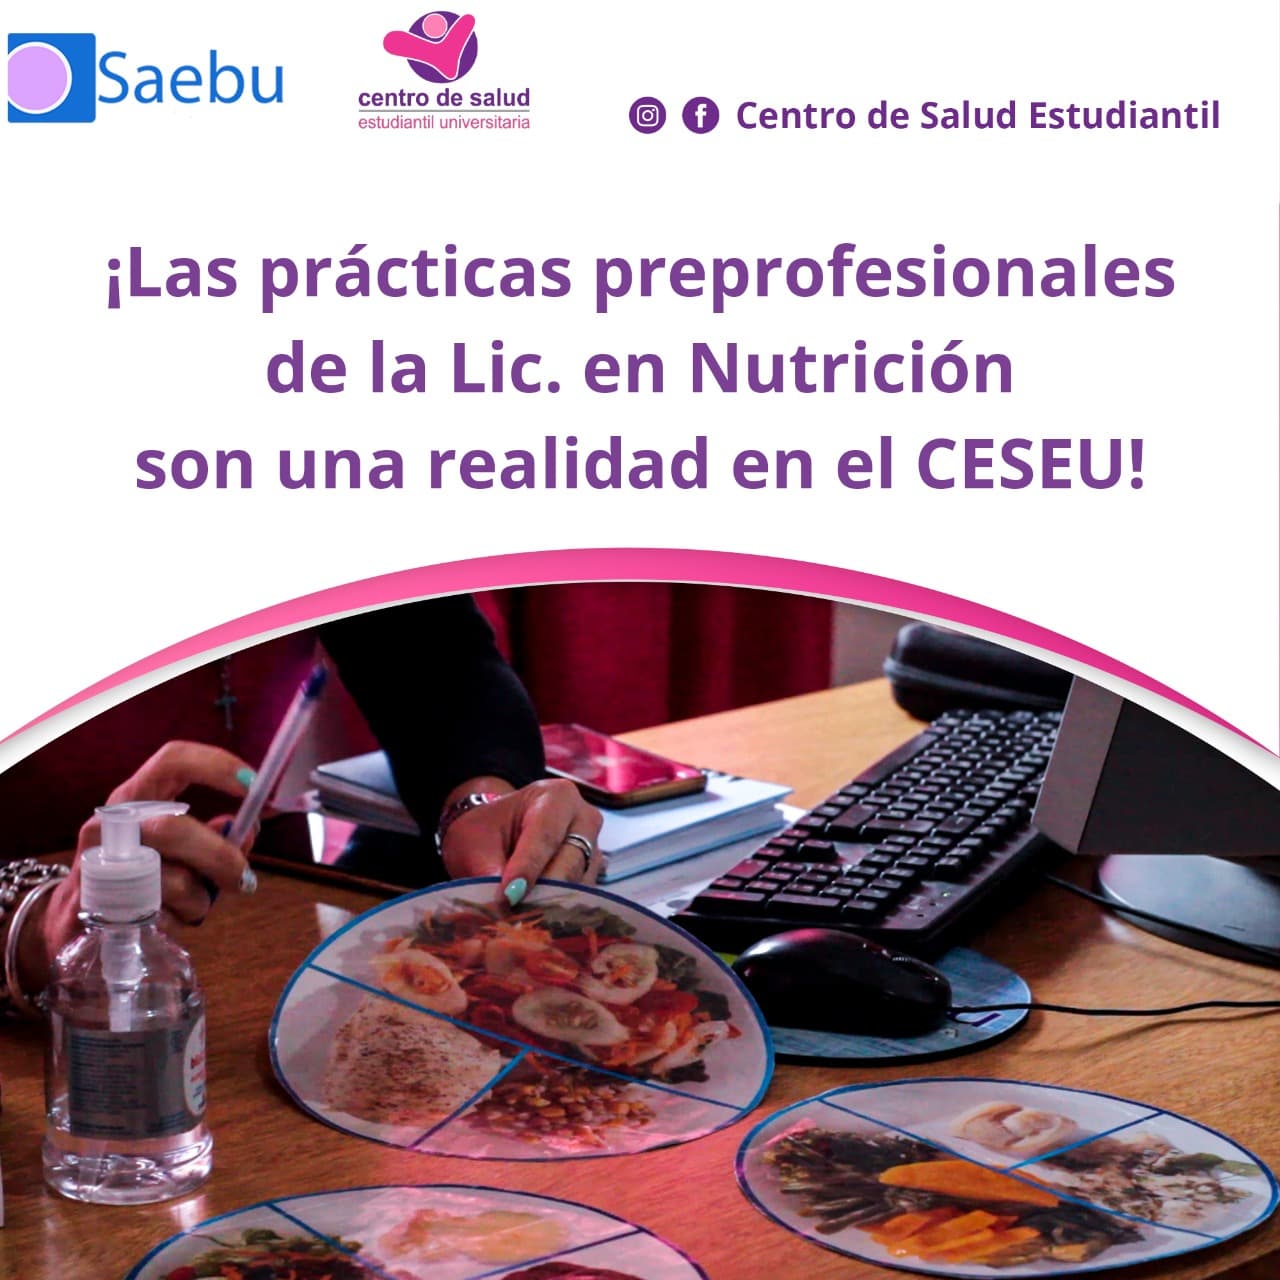 Saebu
centro de salud
estudiantil universitaria
Centro de Salud Estudiantil
¡Las prácticas preprofesionales
de la Lic. en Nutrición
son una realidad en el CESEU!